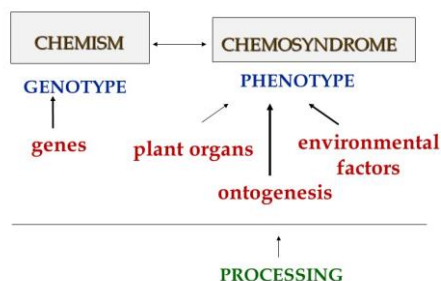 CHEMISM
CHEMOSYNDROME
GENOTYPE
PHENOTYPE
genes
plant organs
environmental
factors
ontogenesis
PROCESSING